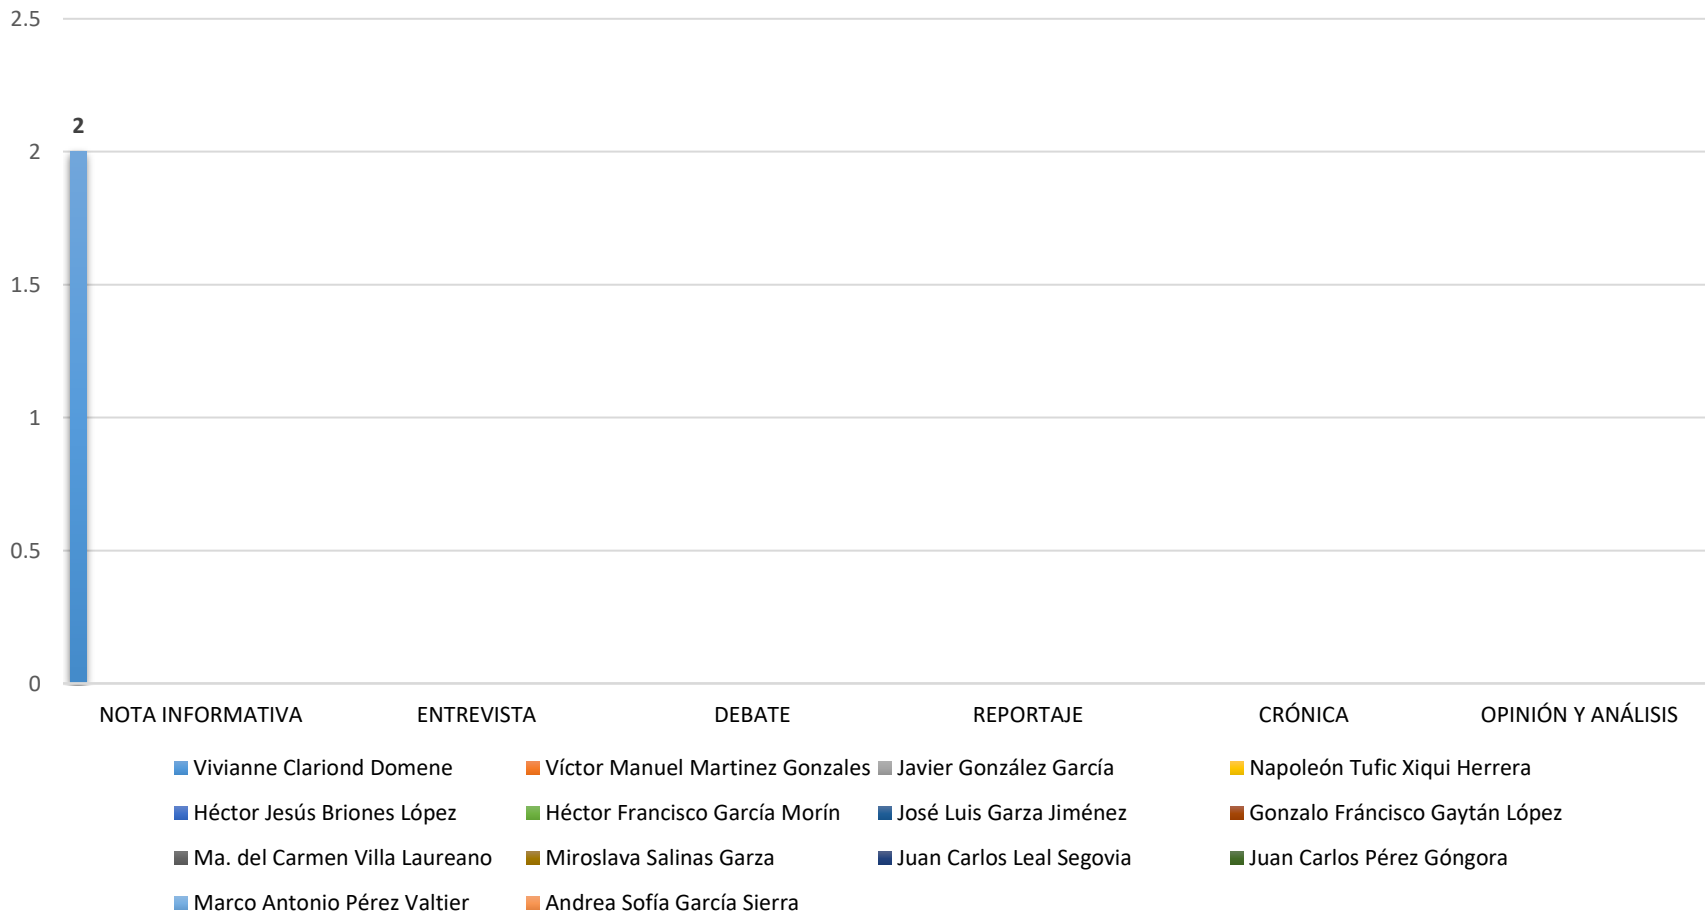 2.5
2
2
1.5
1
0.5
0
NOTA INFORMATIVA ENTREVISTA DEBATE REPORTAJE CRÓNICA OPINIÓN Y ANÁLISIS
Vivianne Clariond Domene Víctor Manuel Martinez Gonzales Javier González García Napoleón Tufic Xiqui Herrera
Héctor Jesús Briones López Héctor Francisco García Morín José Luis Garza Jiménez Gonzalo Fráncisco Gaytán López
Ma. del Carmen Villa Laureano Miroslava Salinas Garza Juan Carlos Leal Segovia Juan Carlos Pérez Góngora
Marco Antonio Pérez Valtier Andrea Sofía García Sierra